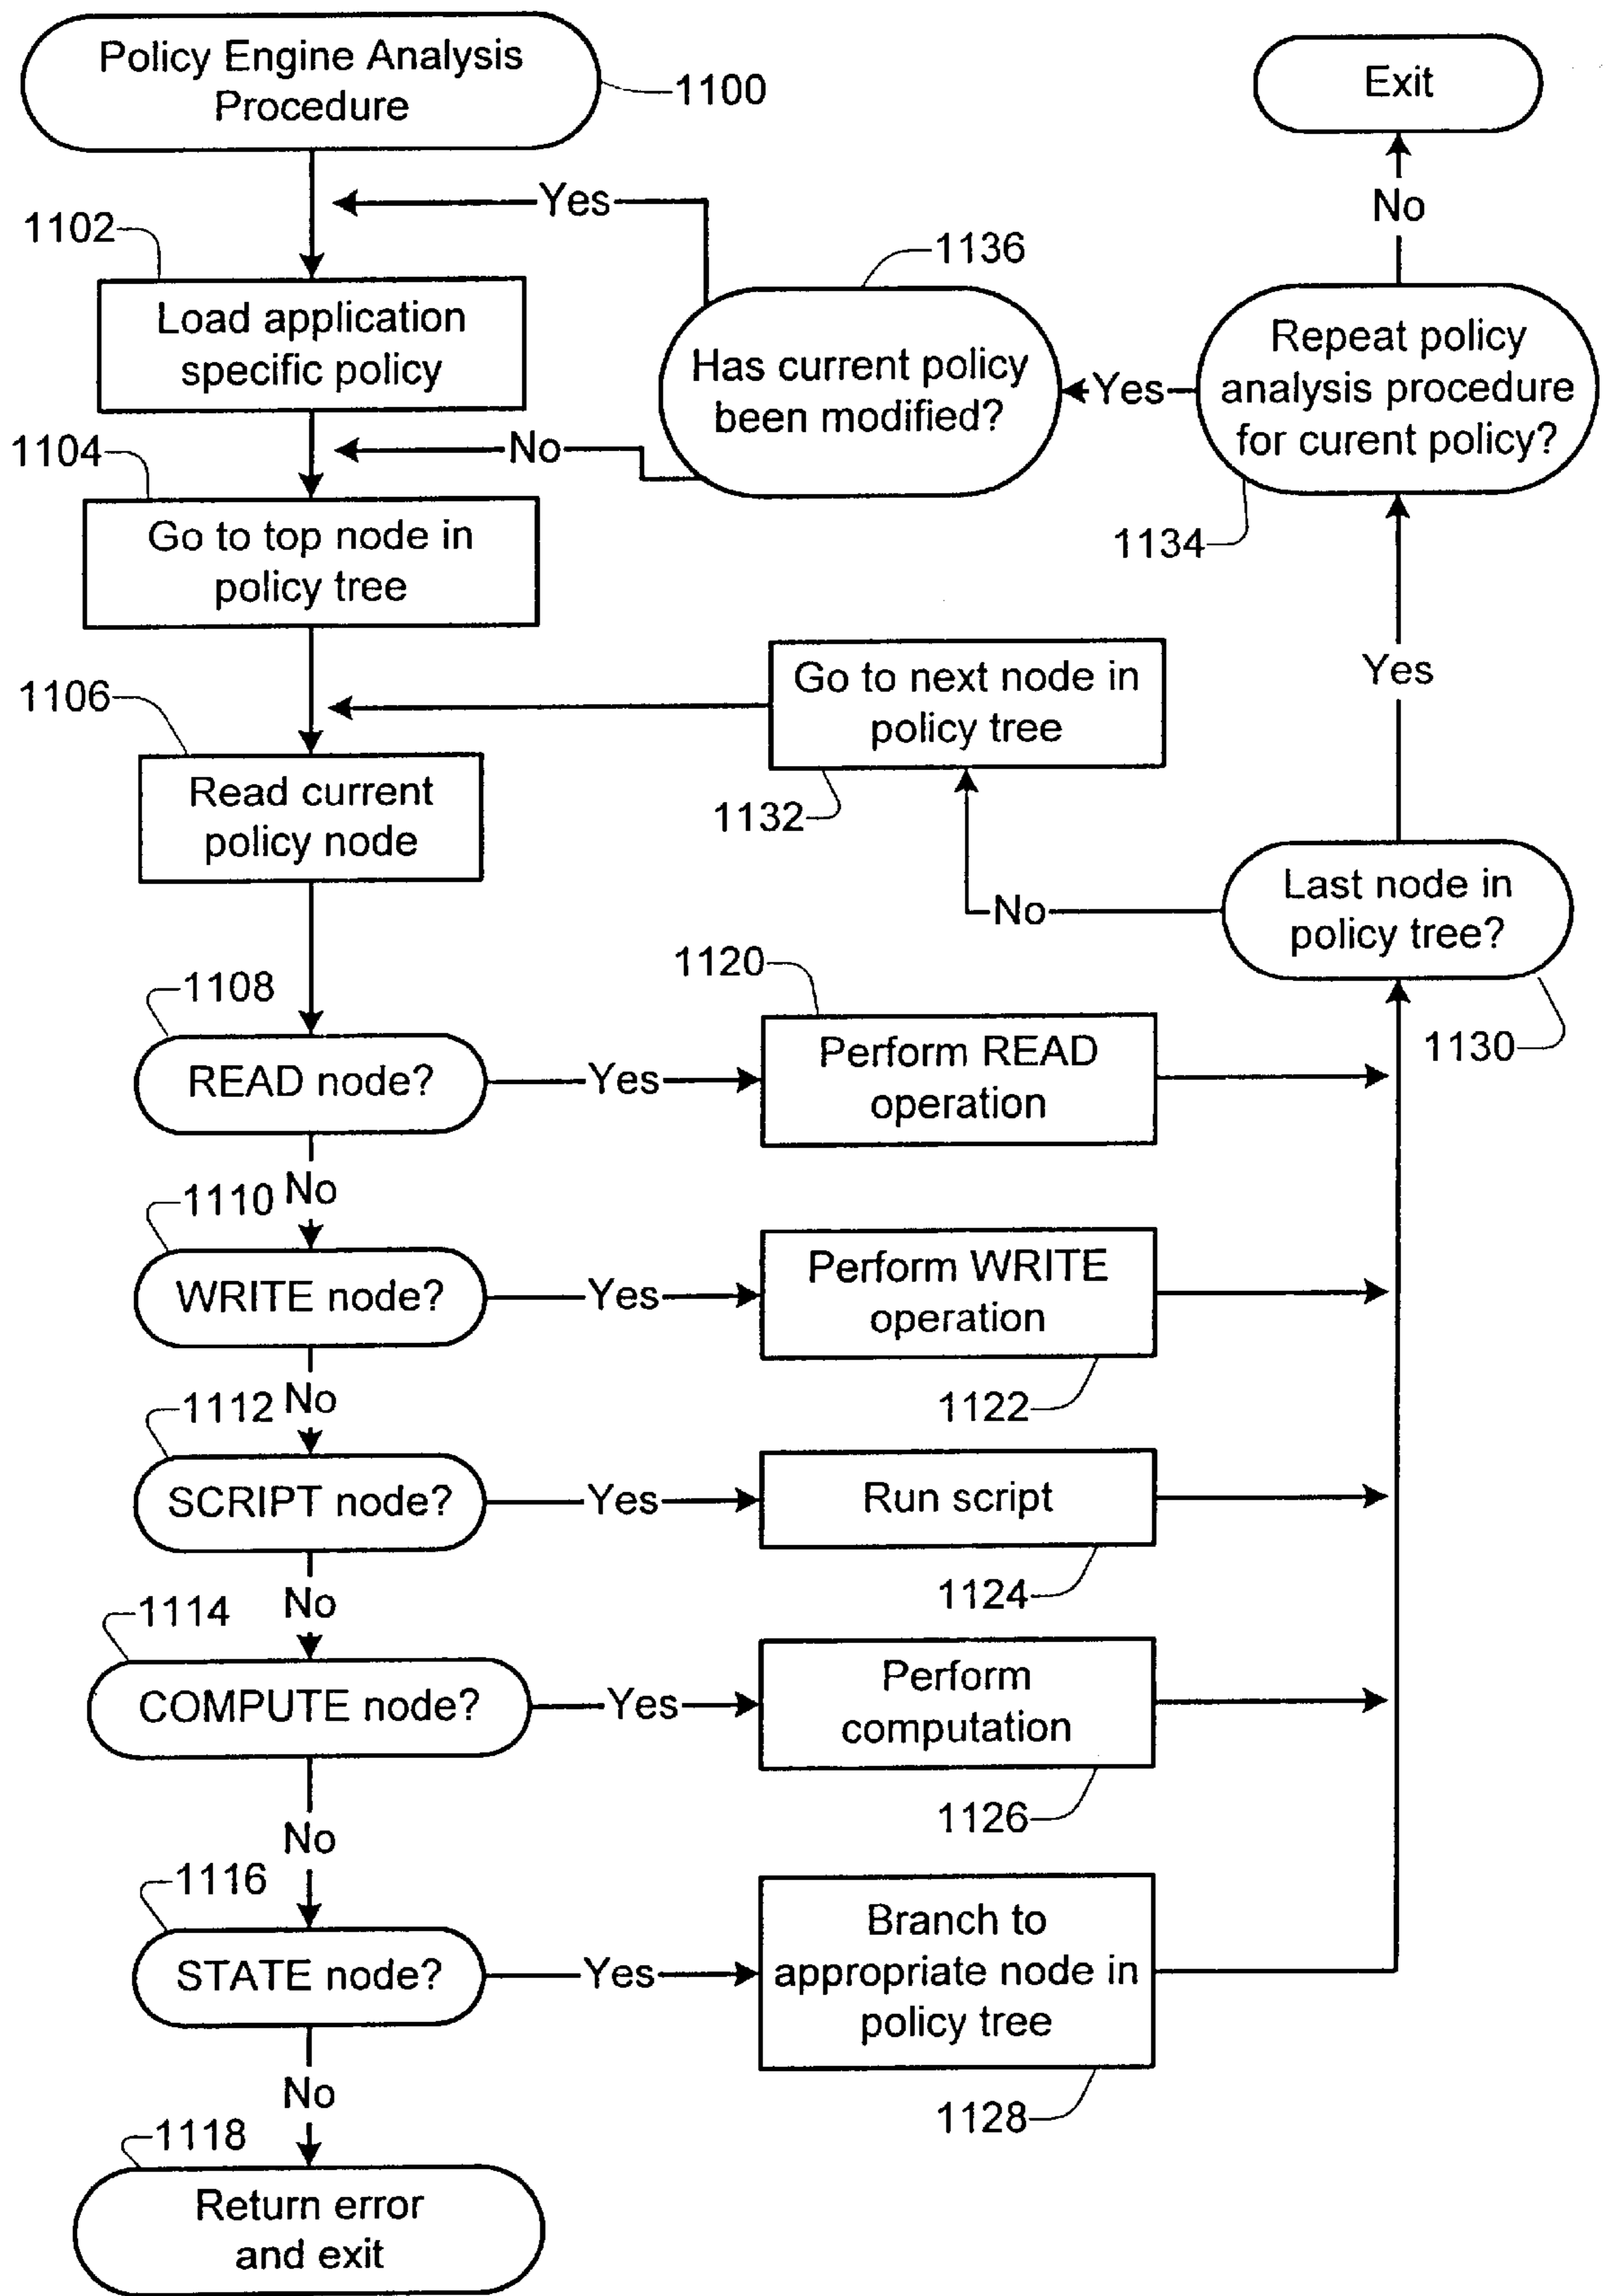 Policy Engine Analysis
Procedure
1100
Exit
Yes
No
1102
1136
Load application
specific policy
Has current policy
been modified?
Yes
Repeat policy
analysis procedure
for curent policy?
No
1104
1134
Go to top node in
policy tree
Yes
1106
Go to next node in
policy tree
1132
Read current
policy node
Last node in
policy tree?
No
1130
1108
1120
READ node?
Yes
Perform READ
operation
No
1110
WRITE node?
Yes
Perform WRITE
operation
1122
No
1112
SCRIPT node?
Yes
Run script
1124
No
1114
COMPUTE node?
Yes
Perform
computation
1126
No
1116
STATE node?
Yes
Branch to
appropriate node in
policy tree
1128
No
1118
Return error
and exit